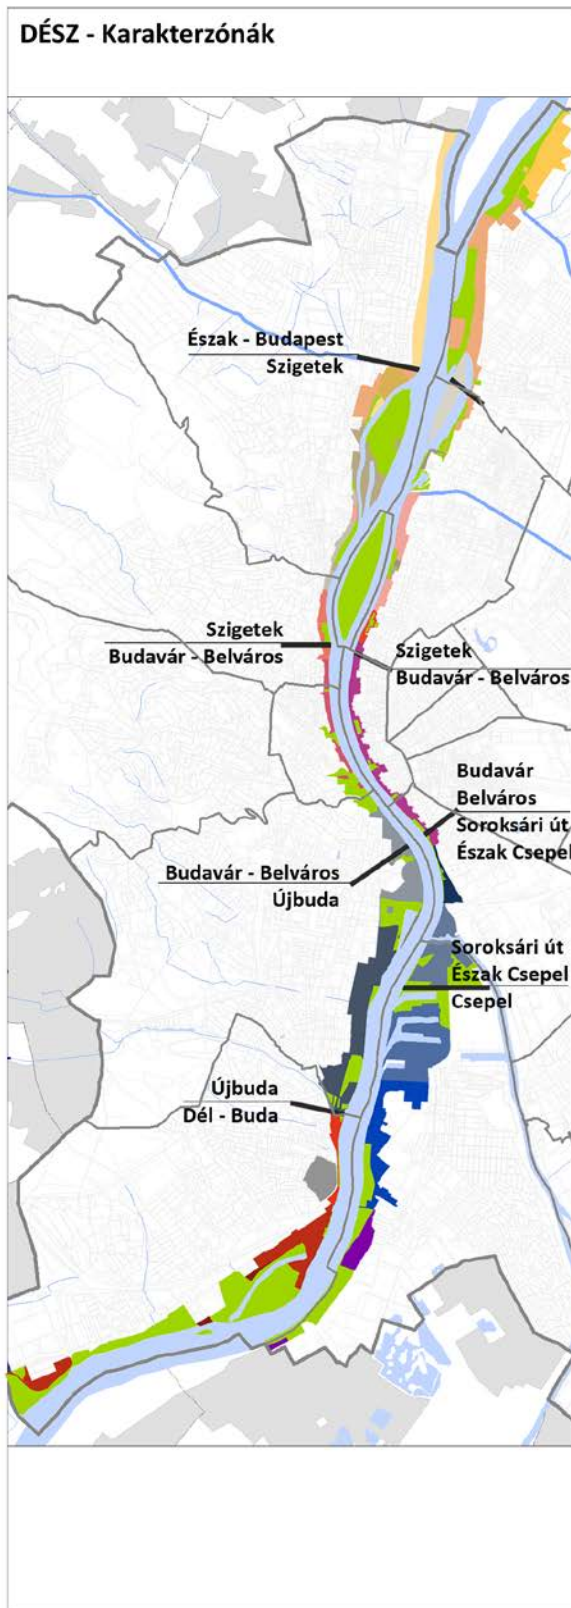 DÉSZ - Karakterzónák
Észak - Budapest
Szigetek
Szigetek
Budavár - Belváros
Szigetek
Budavár - Belváros
Budavár
Belváros
Soroksári út
Észak Csepel
Budavár - Belváros
Újbuda
Soroksári út
Észak Csepel
Csepel
Újbuda
Dél - Buda